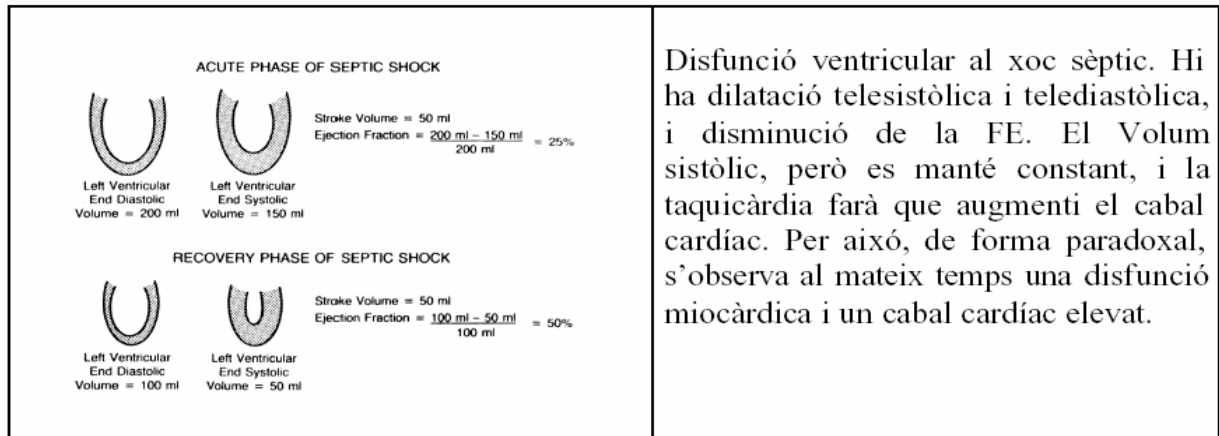 ACUTE PHASE OF SEPTIC SHOCK
Stroke Volume = 50 ml
Ejection Fraction = 200 ml – 150 ml = 25%
200 ml
Left Ventricular
End Diastolic
Volume = 200 ml
Left Ventricular
End Systolic
Volume = 150 ml
RECOVERY PHASE OF SEPTIC SHOCK
Stroke Volume = 50 ml
Ejection Fraction = 100 ml – 50 ml = 50%
100 ml
Left Ventricular
End Diastolic
Volume = 100 ml
Left Ventricular
End Systolic
Volume = 50 ml
Disfunció ventricular al xoc sèptic. Hi
ha dilatació telesistòlica i telediastòlica,
i disminució de la FE. El Volum
sistòlic, però es manté constant, i la
taquicàrdia farà que augmenti el cabal
cardíac. Per aixó, de forma paradoxal,
s'observa al mateix temps una disfunció
miocàrdica i un cabal cardíac elevat.